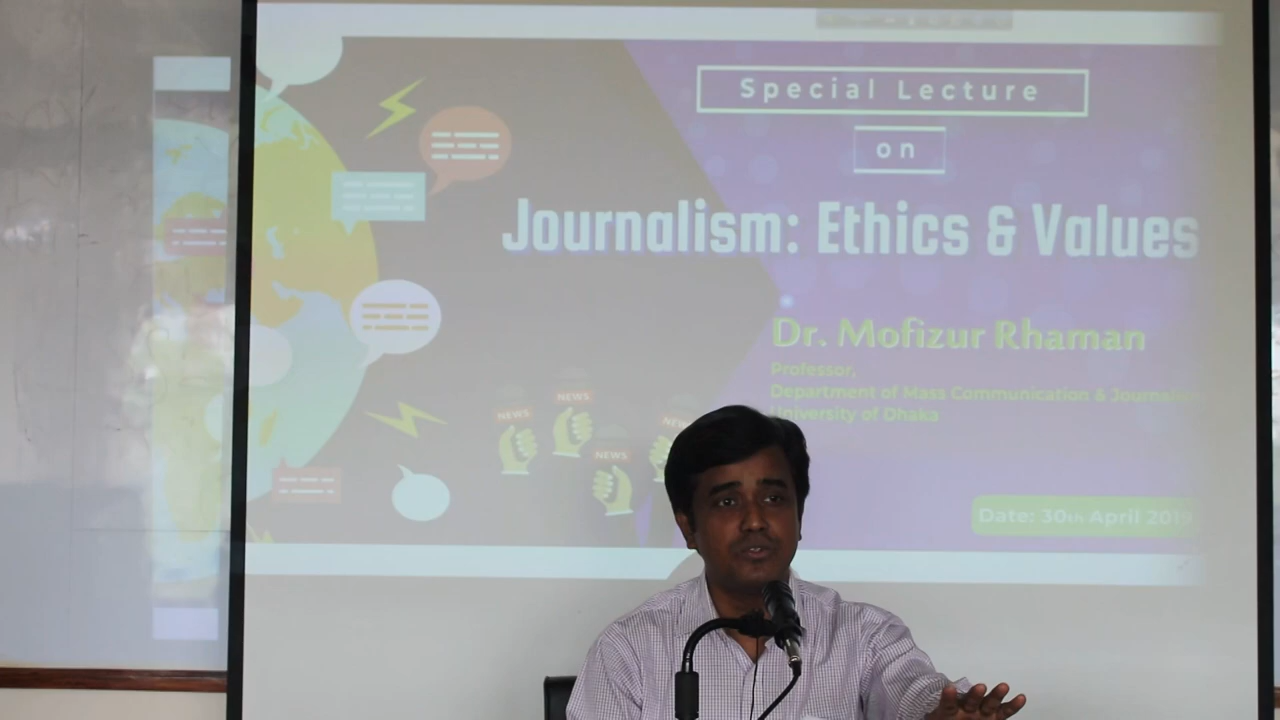 Special Lecture
on
Journalism: Ethics & Values
Dr. Mofizur Rhaman
Professor,
Department of Mass Communication & Journalism
University of Dhaka
NEWS
NEWS
NEWS
NEWS
Date: 30th April 2019